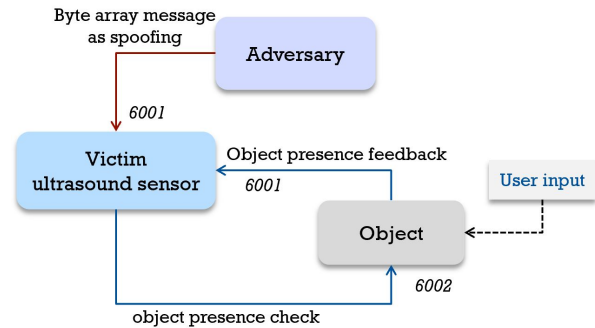 Byte array message
as spoofing
Adversary
6001
Victim
ultrasound sensor
Object presence feedback
6001
User input
Object
6002
object presence check